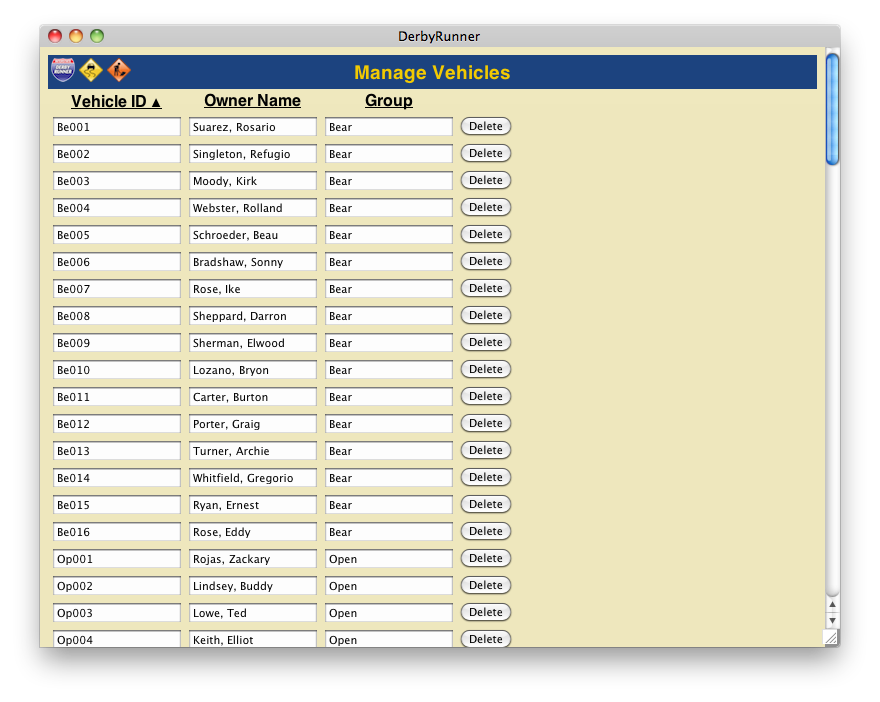 DerbyRunner
DERBY
RUNNER
Manage Vehicles
Vehicle ID ▲ Owner Name Group
Be001 Suarez, Rosario Bear Delete
Be002 Singleton, Refugio Bear Delete
Be003 Moody, Kirk Bear Delete
Be004 Webster, Rolland Bear Delete
Be005 Schroeder, Beau Bear Delete
Be006 Bradshaw, Sonny Bear Delete
Be007 Rose, Ike Bear Delete
Be008 Sheppard, Darron Bear Delete
Be009 Sherman, Elwood Bear Delete
Be010 Lozano, Bryon Bear Delete
Be011 Carter, Burton Bear Delete
Be012 Porter, Graig Bear Delete
Be013 Turner, Archie Bear Delete
Be014 Whitfield, Gregorio Bear Delete
Be015 Ryan, Ernest Bear Delete
Be016 Rose, Eddy Bear Delete
Op001 Rojas, Zackary Open Delete
Op002 Lindsey, Buddy Open Delete
Op003 Lowe, Ted Open Delete
Op004 Keith, Elliot Open Delete